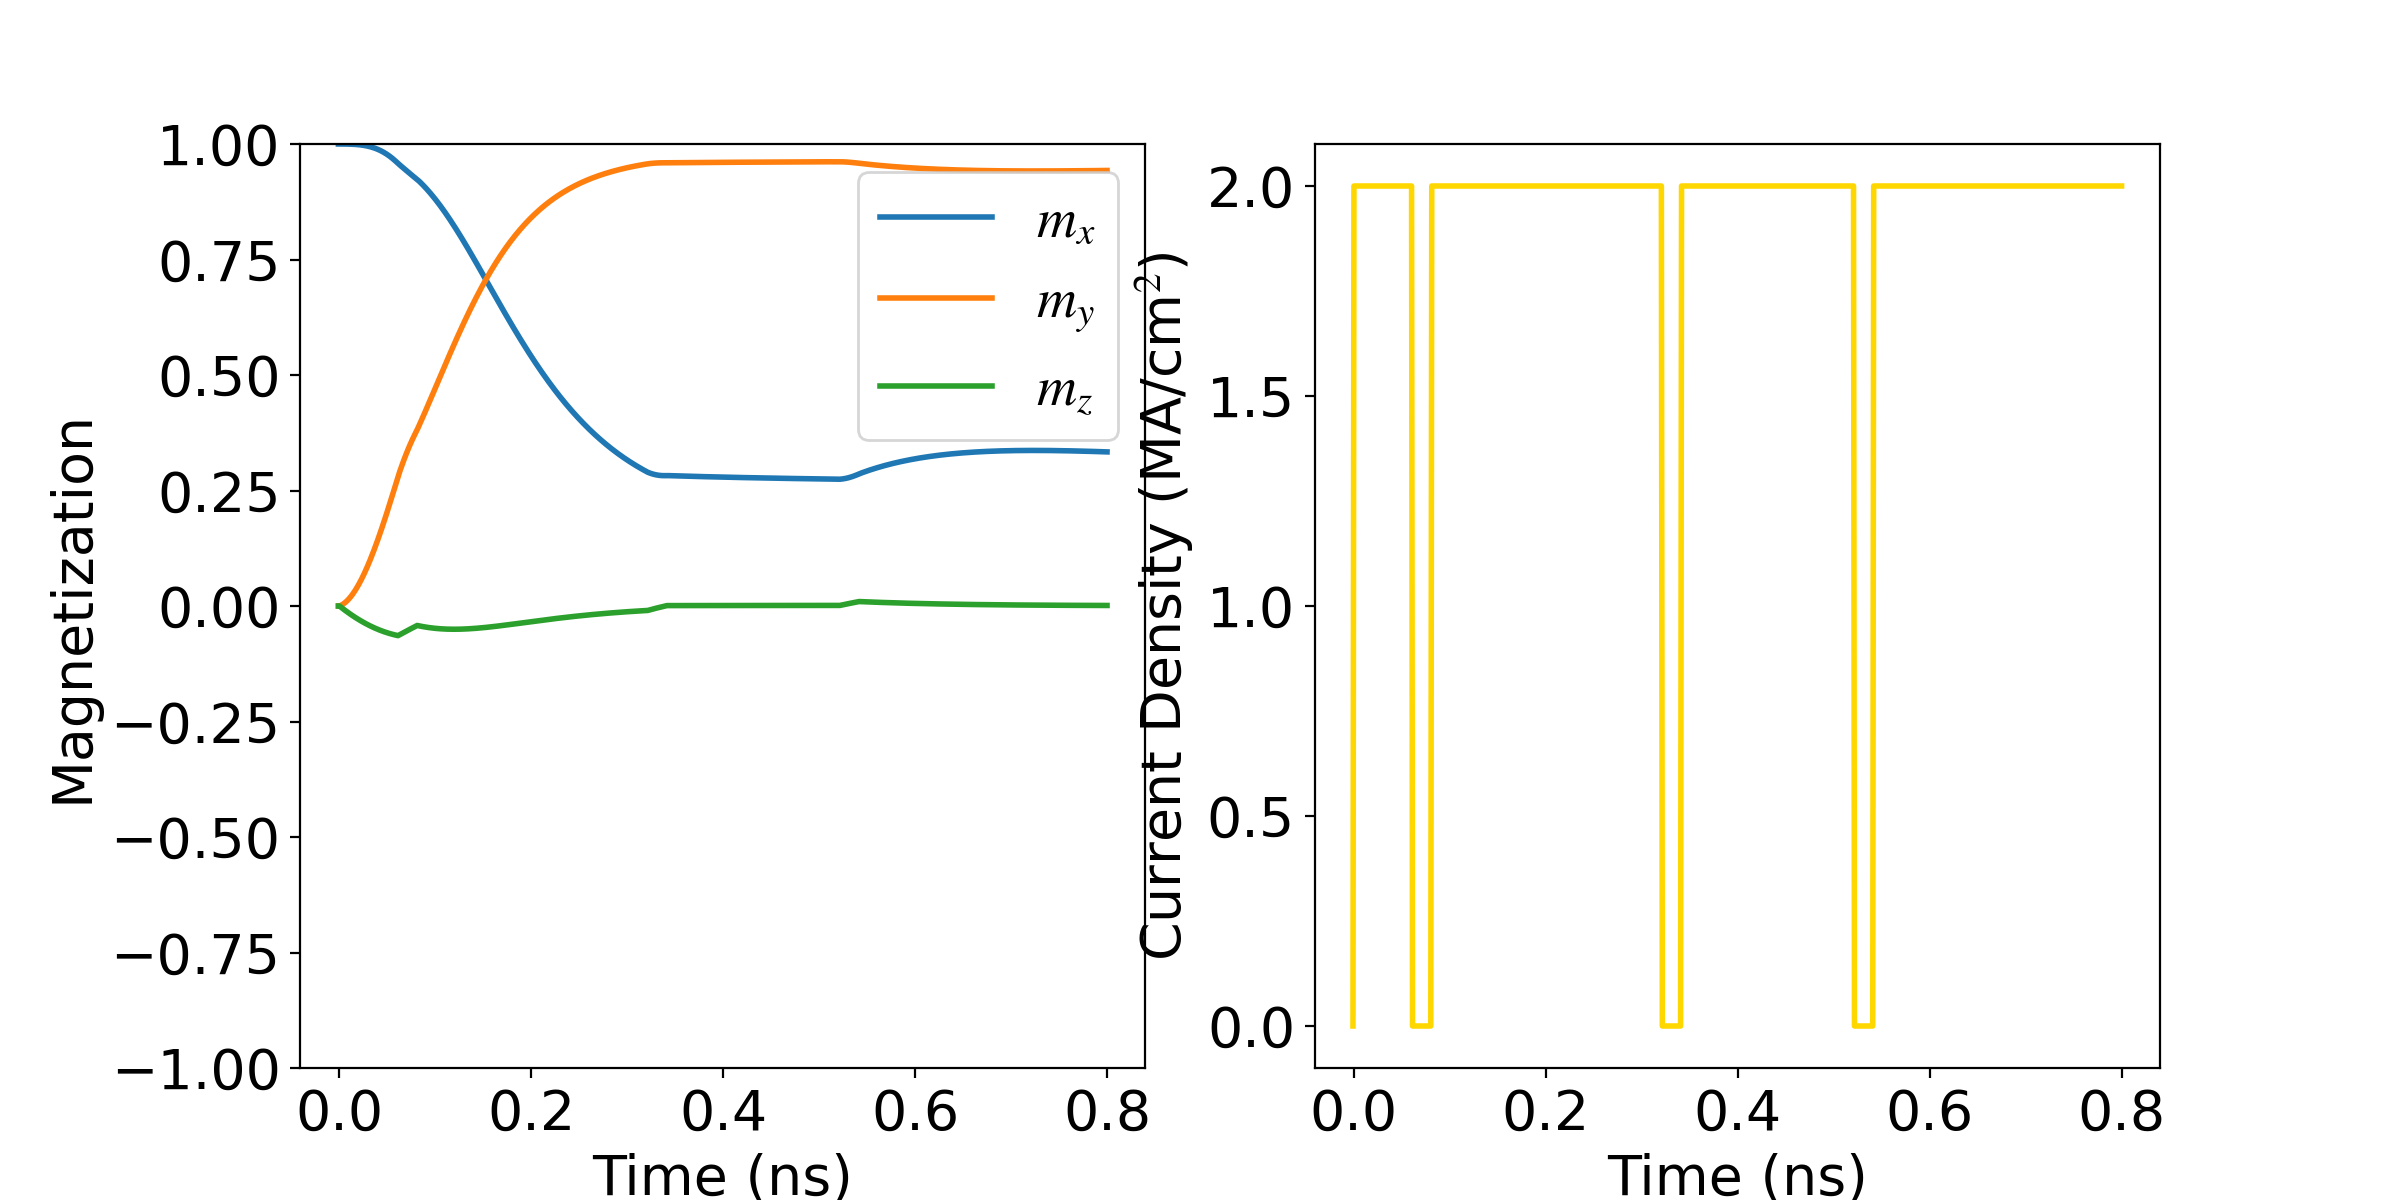 1.00
0.75
0.50
0.25
0.00
−0.25
−0.50
−0.75
−1.00
Magnetization
0.0 0.2 0.4 0.6 0.8
Time (ns)
m_x
m_y
m_z
2.0
1.5
1.0
0.5
0.0
Current Density (MA/cm²)
0.0 0.2 0.4 0.6 0.8
Time (ns)